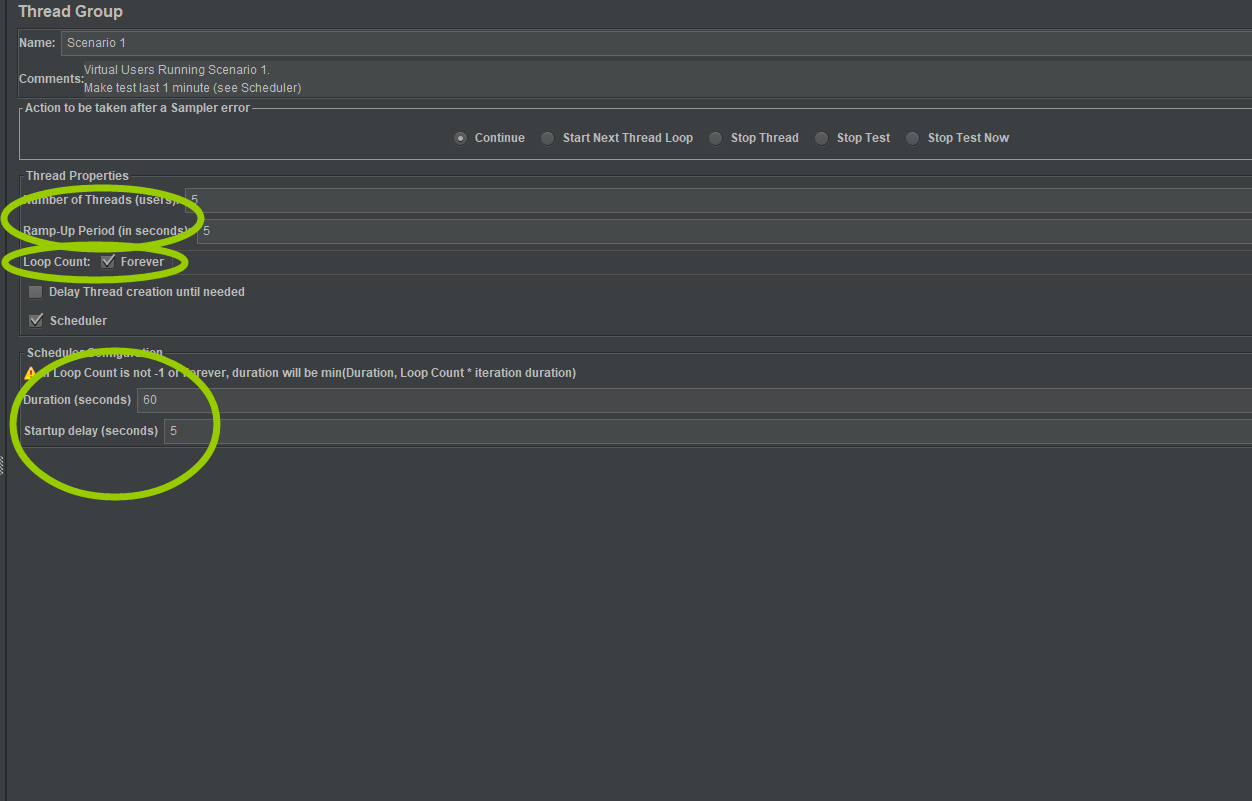 Thread Group
Name: Scenario 1
Virtual Users Running Scenario 1.
Comments:
Make test last 1 minute (see Scheduler)
Action to be taken after a Sampler error
Continue Start Next Thread Loop Stop Thread Stop Test Stop Test Now
Thread Properties
Number of Threads (users): 5
Ramp-Up Period (in seconds): 5
Loop Count: Forever
Delay Thread creation until needed
Scheduler
Scheduler Configuration
If Loop Count is not -1 or Forever, duration will be min(Duration, Loop Count * iteration duration)
Duration (seconds) 60
Startup delay (seconds) 5